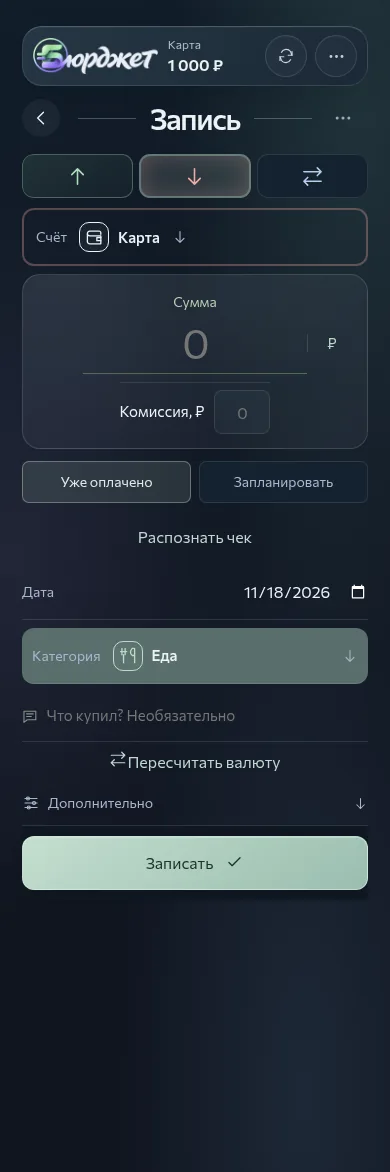 Бюрджет
Карта
1 000 ₽
Запись
Счёт Карта
Сумма
0 ₽
Комиссия, ₽ 0
Уже оплачено Запланировать
Распознать чек
Дата 11/18/2026
Категория Еда
Что купил? Необязательно
Пересчитать валюту
Дополнительно
Записать